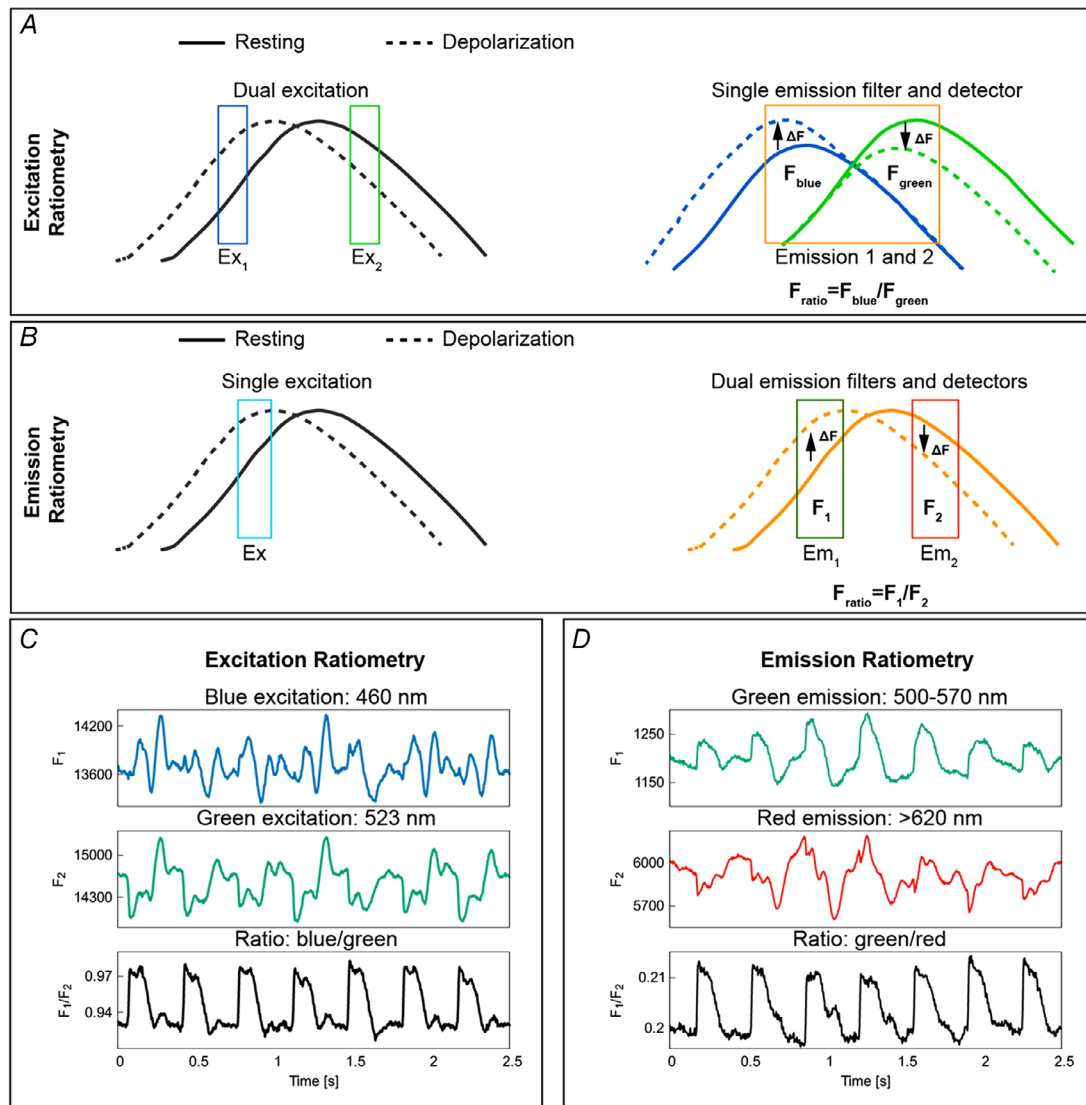 A
Resting
Depolarization
Excitation
Ratiometry
Dual excitation
Ex1
Ex2
Single emission filter and detector
ΔF
ΔF
Fblue
Fgreen
Emission 1 and 2
Fratio=Fblue/Fgreen
B
Resting
Depolarization
Emission
Ratiometry
Single excitation
Ex
Dual emission filters and detectors
ΔF
ΔF
F1
F2
Em1
Em2
Fratio=F1/F2
C
Excitation Ratiometry
Blue excitation: 460 nm
F1
14200
13600
Green excitation: 523 nm
F2
15000
14300
Ratio: blue/green
F1/F2
0.97
0.94
0 0.5 1 1.5 2 2.5
Time [s]
D
Emission Ratiometry
Green emission: 500-570 nm
F1
1250
1150
Red emission: >620 nm
F2
6000
5700
Ratio: green/red
F1/F2
0.21
0.2
0 0.5 1 1.5 2 2.5
Time [s]